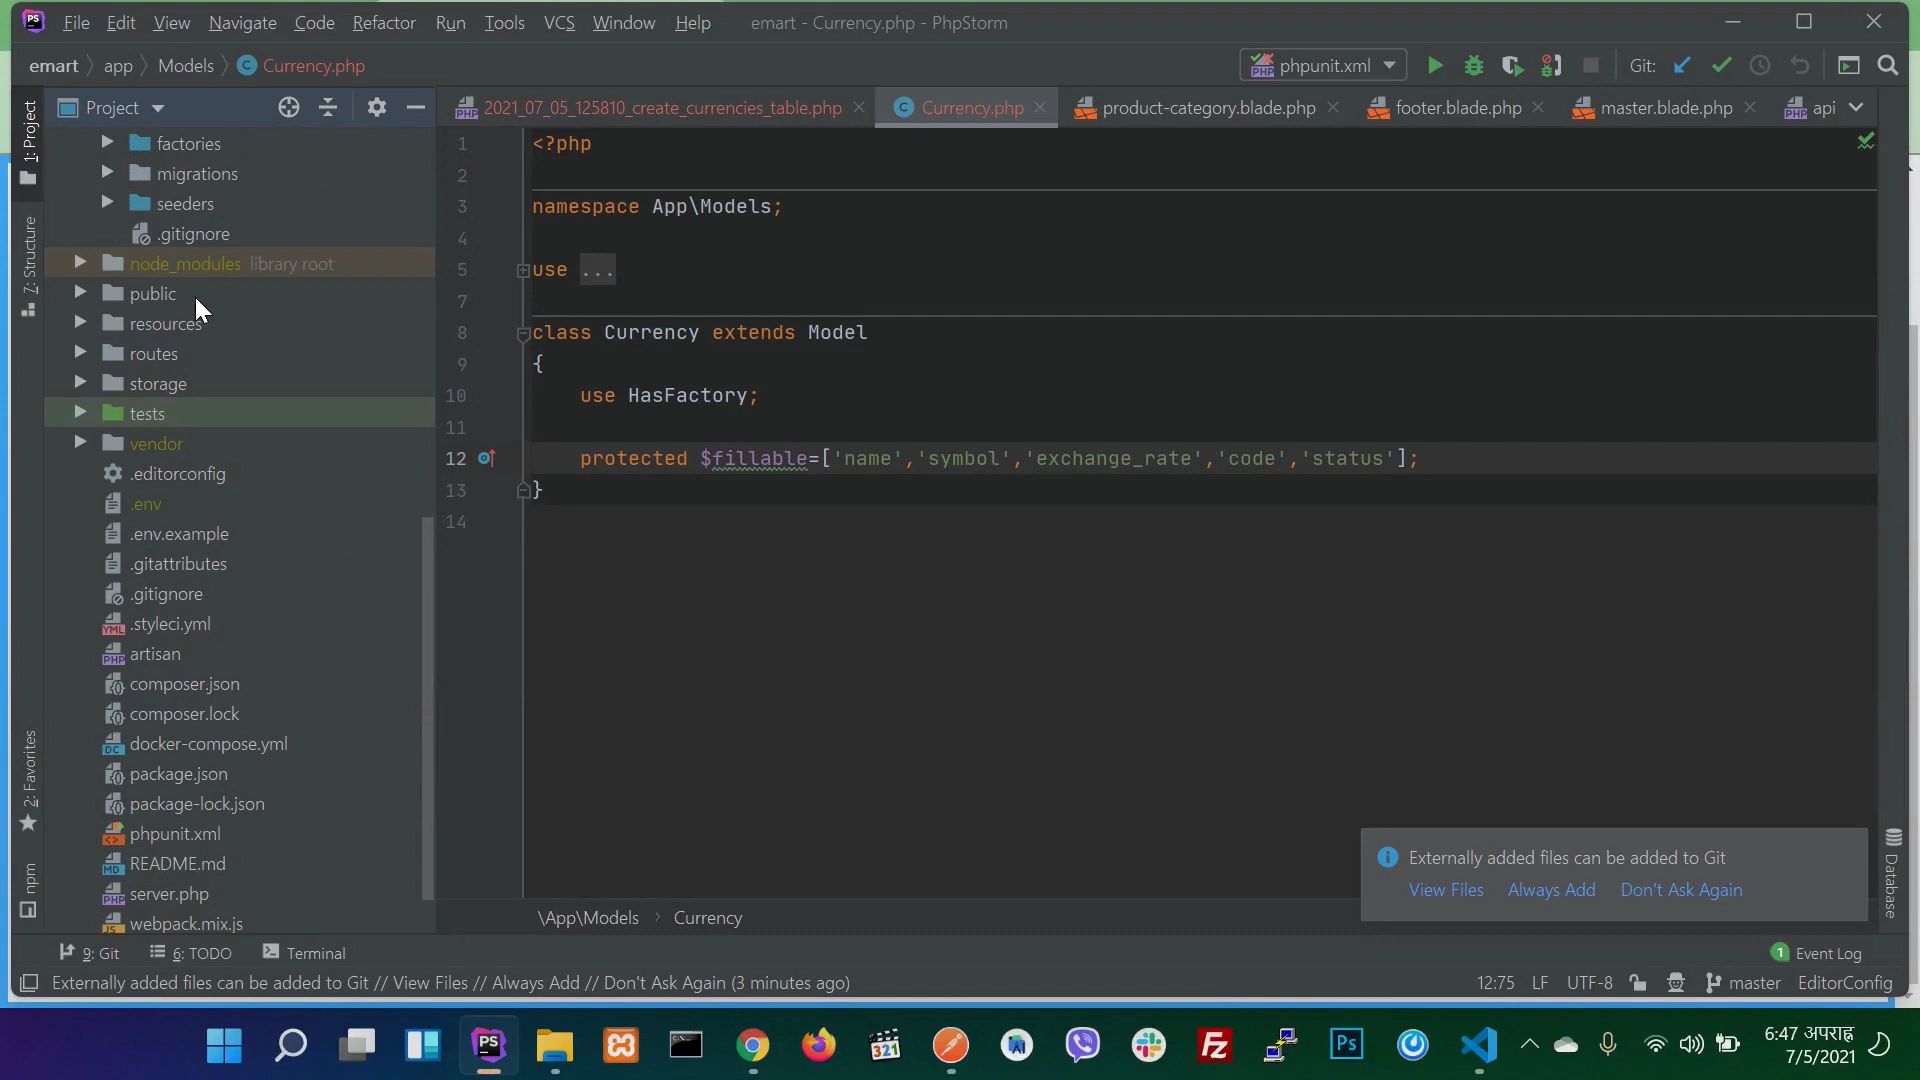 File Edit View Navigate Code Refactor Run Tools VCS Window Help emart - Currency.php - PhpStorm
emart app Models Currency.php phpunit.xml Git:
Project
2021_07_05_125810_create_currencies_table.php Currency.php product-category.blade.php footer.blade.php master.blade.php api
1: Project
7: Structure
2: Favorites
npm
factories
migrations
seeders
.gitignore
node_modules library root
public
resources
routes
storage
tests
vendor
.editorconfig
.env
.env.example
.gitattributes
.gitignore
.styleci.yml
artisan
composer.json
composer.lock
docker-compose.yml
package.json
package-lock.json
phpunit.xml
README.md
server.php
webpack.mix.js
1 <?php
2
3 namespace App\Models;
4
5 use ...
7
8 class Currency extends Model
9 {
10 use HasFactory;
11
12 protected $fillable=['name','symbol','exchange_rate','code','status'];
13 }
14
Externally added files can be added to Git
View Files Always Add Don't Ask Again
Database
\App\Models Currency
9: Git 6: TODO Terminal 1 Event Log
Externally added files can be added to Git // View Files // Always Add // Don't Ask Again (3 minutes ago) 12:75 LF UTF-8 master EditorConfig
6:47 अपराह्न
7/5/2021